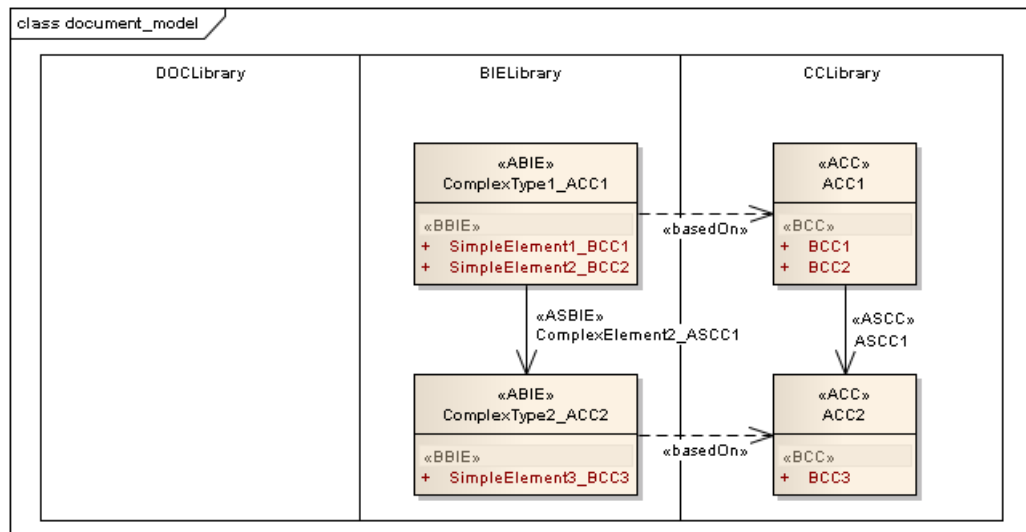 class document_model
DOCLibrary
BIELibrary
CCLibrary
«ABIE»
ComplexType1_ACC1
«BBIE»
+ SimpleElement1_BCC1
+ SimpleElement2_BCC2
«basedOn»
«ACC»
ACC1
«BCC»
+ BCC1
+ BCC2
«ASBIE»
ComplexElement2_ASCC1
«ASCC»
ASCC1
«ABIE»
ComplexType2_ACC2
«BBIE»
+ SimpleElement3_BCC3
«basedOn»
«ACC»
ACC2
«BCC»
+ BCC3